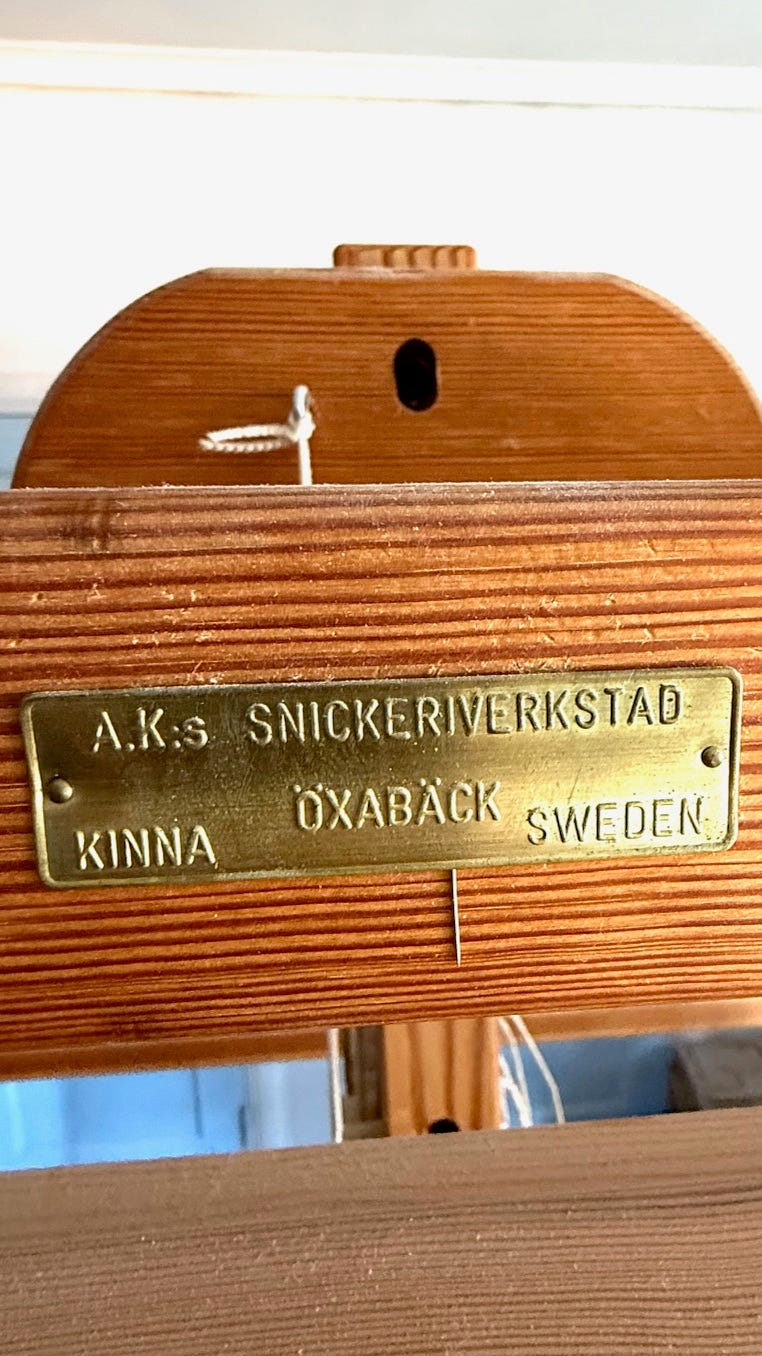 A.K:s SNICKERIVERKSTAD
ÖXABÄCK
KINNA SWEDEN